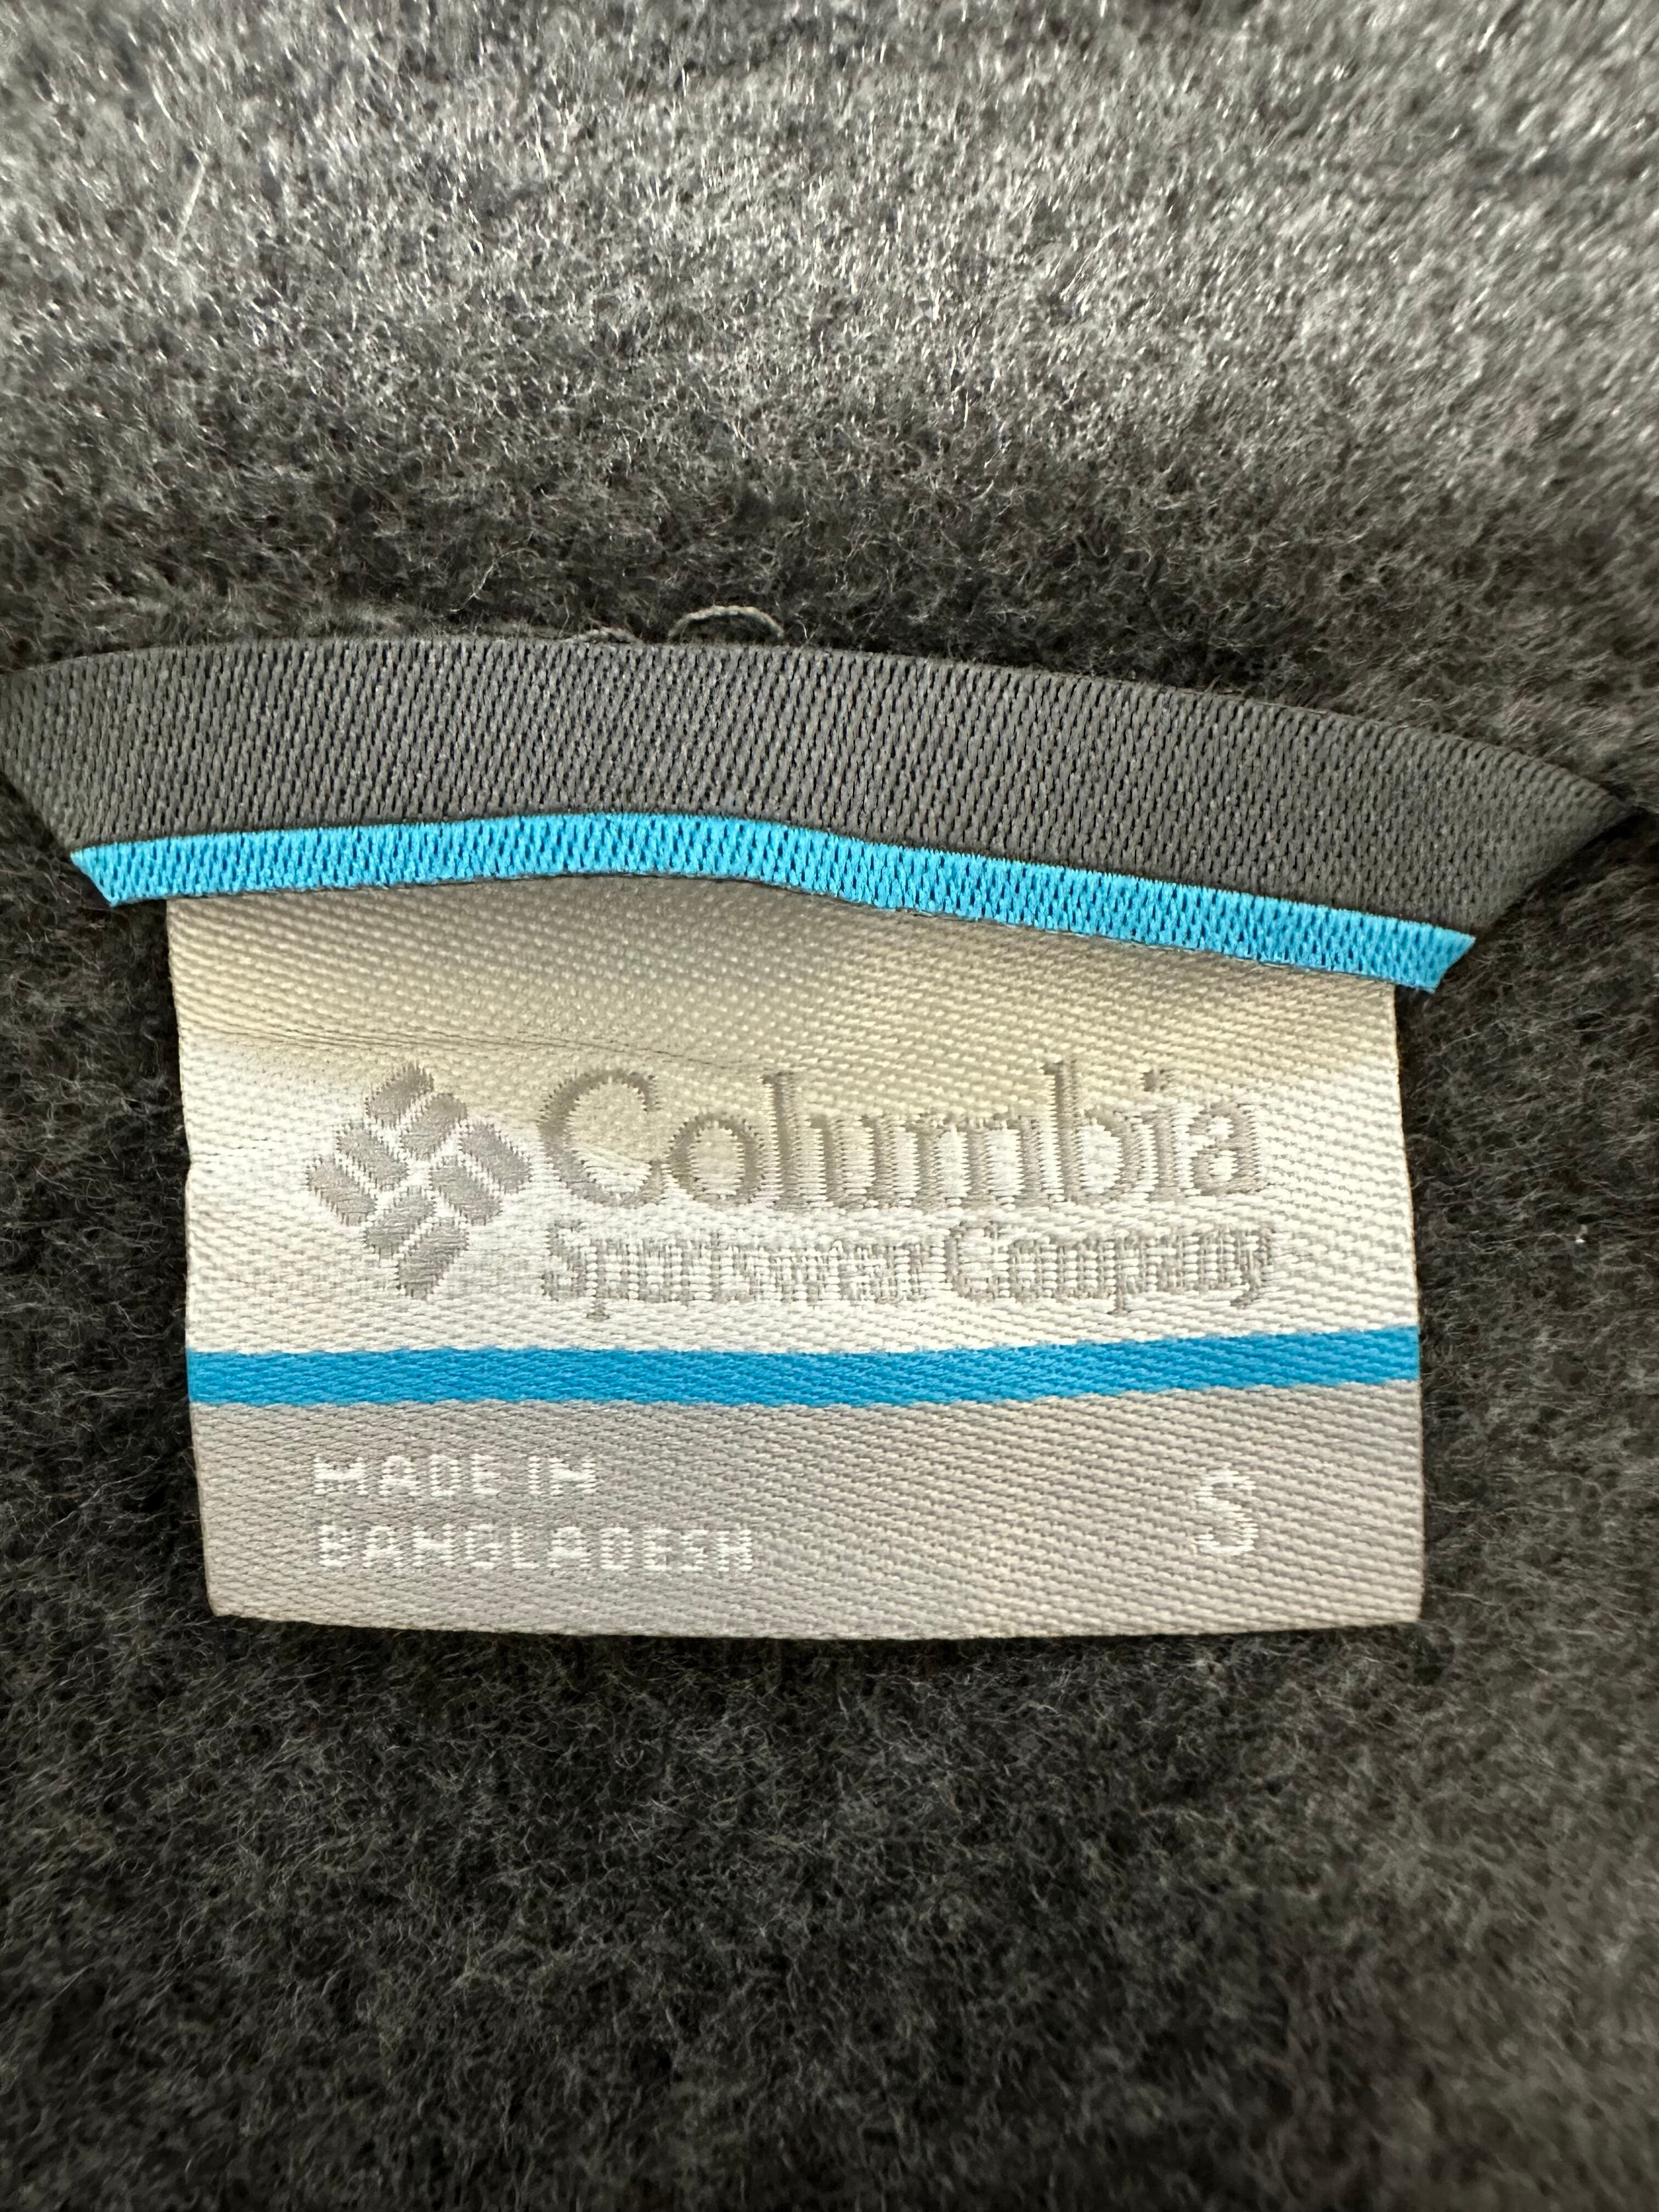 Columbia
Sportswear Company
MADE IN
BANGLADESH
S